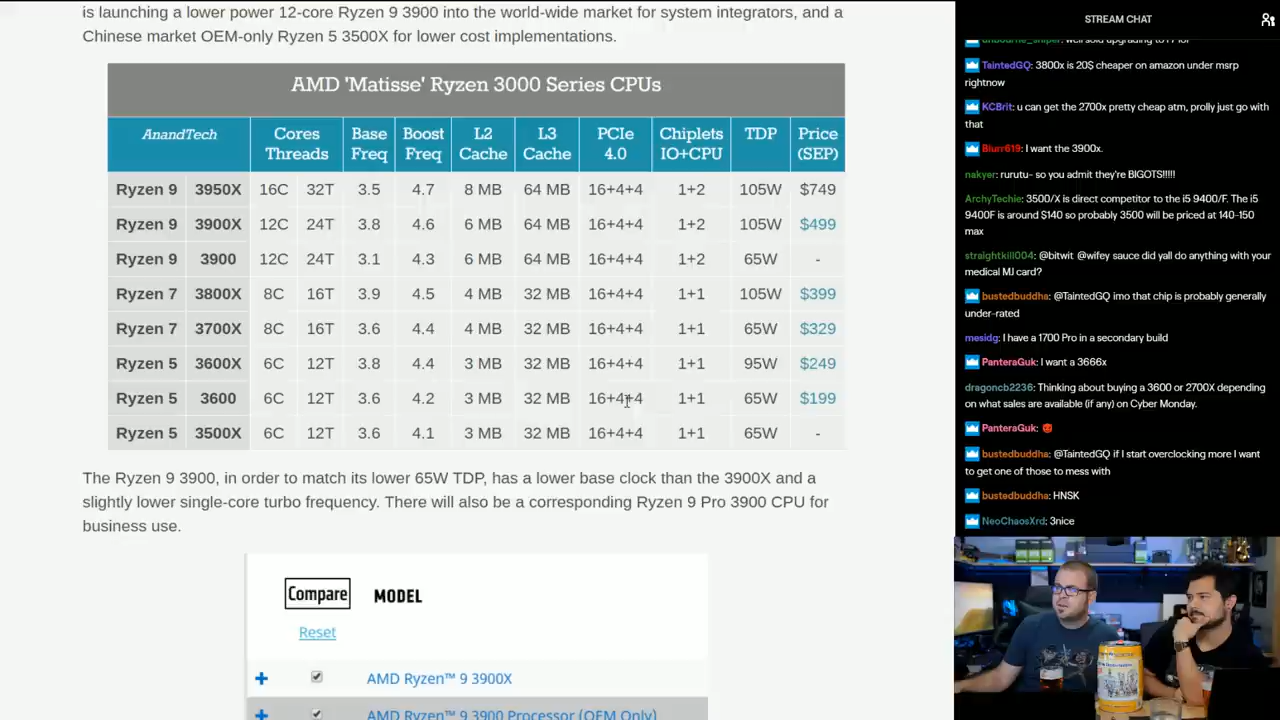 is launching a lower power 12-core Ryzen 9 3900 into the world-wide market for system integrators, and a
Chinese market OEM-only Ryzen 5 3500X for lower cost implementations.
AMD 'Matisse' Ryzen 3000 Series CPUs
AnandTech Cores Threads Base Freq Boost Freq L2 Cache L3 Cache PCIe 4.0 Chiplets IO+CPU TDP Price (SEP)
Ryzen 9 3950X 16C 32T 3.5 4.7 8 MB 64 MB 16+4+4 1+2 105W $749
Ryzen 9 3900X 12C 24T 3.8 4.6 6 MB 64 MB 16+4+4 1+2 105W $499
Ryzen 9 3900 12C 24T 3.1 4.3 6 MB 64 MB 16+4+4 1+2 65W -
Ryzen 7 3800X 8C 16T 3.9 4.5 4 MB 32 MB 16+4+4 1+1 105W $399
Ryzen 7 3700X 8C 16T 3.6 4.4 4 MB 32 MB 16+4+4 1+1 65W $329
Ryzen 5 3600X 6C 12T 3.6 4.4 3 MB 32 MB 16+4+4 1+1 95W $249
Ryzen 5 3600 6C 12T 3.6 4.2 3 MB 32 MB 16+4+4 1+1 65W $199
Ryzen 5 3500X 6C 12T 3.6 4.1 3 MB 32 MB 16+4+4 1+1 65W -
The Ryzen 9 3900, in order to match its lower 65W TDP, has a lower base clock than the 3900X and a
slightly lower single-core turbo frequency. There will also be a corresponding Ryzen 9 Pro 3900 CPU for
business use.
Compare MODEL
Reset
+ AMD Ryzen™ 9 3900X
+ AMD Ryzen™ 9 3900 Processor (OEM Only)
STREAM CHAT
TaintedGQ: 3800x is 20$ cheaper on amazon under msrp
rightnow
KCBrit: u can get the 2700x pretty cheap atm, prolly just go with
that
Blurr619: I want the 3900x.
nakyer: rurutu- so you admit they're BIGOTS!!!!!
ArchyTechie: 3500/X is direct competitor to the i5 9400/F. The i5
9400F is around $140 so probably 3500 will be priced at 140-150
max
straightkill004: @bitwit @wifey sauce did yall do anything with your
medical MJ card?
bustedbuddha: @TaintedGQ imo that chip is probably generally
under-rated
mesidg: I have a 1700 Pro in a secondary build
PanteraGuk: I want a 3666x
dragoncb2236: Thinking about buying a 3600 or 2700X depending
on what sales are available (if any) on Cyber Monday.
PanteraGuk:
bustedbuddha: @TaintedGQ if I start overclocking more I want
to get one of those to mess with
bustedbuddha: HNSK
NeoChaosXrd: 3nice